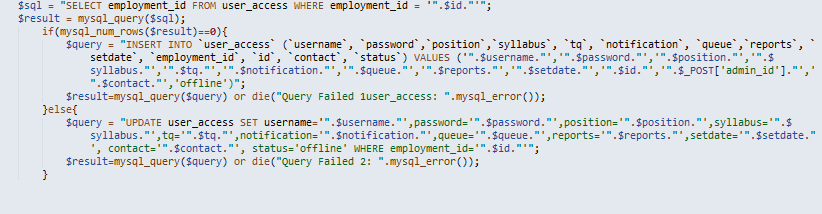 $sql = "SELECT employment_id FROM user_access WHERE employment_id = '".$id."'";
$result = mysql_query($sql);
if(mysql_num_rows($result)==0){
$query = "INSERT INTO `user_access` (`username`, `password`,`position`,`syllabus`, `tq`, `notification`, `queue`,`reports`, `
setdate`, `employment_id`, `id`, `contact`, `status`) VALUES ('".$username."','".$password."','".$position."','".$
syllabus."','".$tq."','".$notification."','".$queue."','".$reports."','".$setdate."','".$id."','".$_POST['admin_id']."','
".$contact."','offline')";
$result=mysql_query($query) or die("Query Failed 1user_access: ".mysql_error());
}else{
$query = "UPDATE user_access SET username='".$username."',password='".$password."',position='".$position."',syllabus='".$
syllabus."',tq='".$tq."',notification='".$notification."',queue='".$queue."',reports='".$reports."',setdate='".$setdate."
', contact='".$contact."', status='offline' WHERE employment_id='".$id."'";
$result=mysql_query($query) or die("Query Failed 2: ".mysql_error());
}